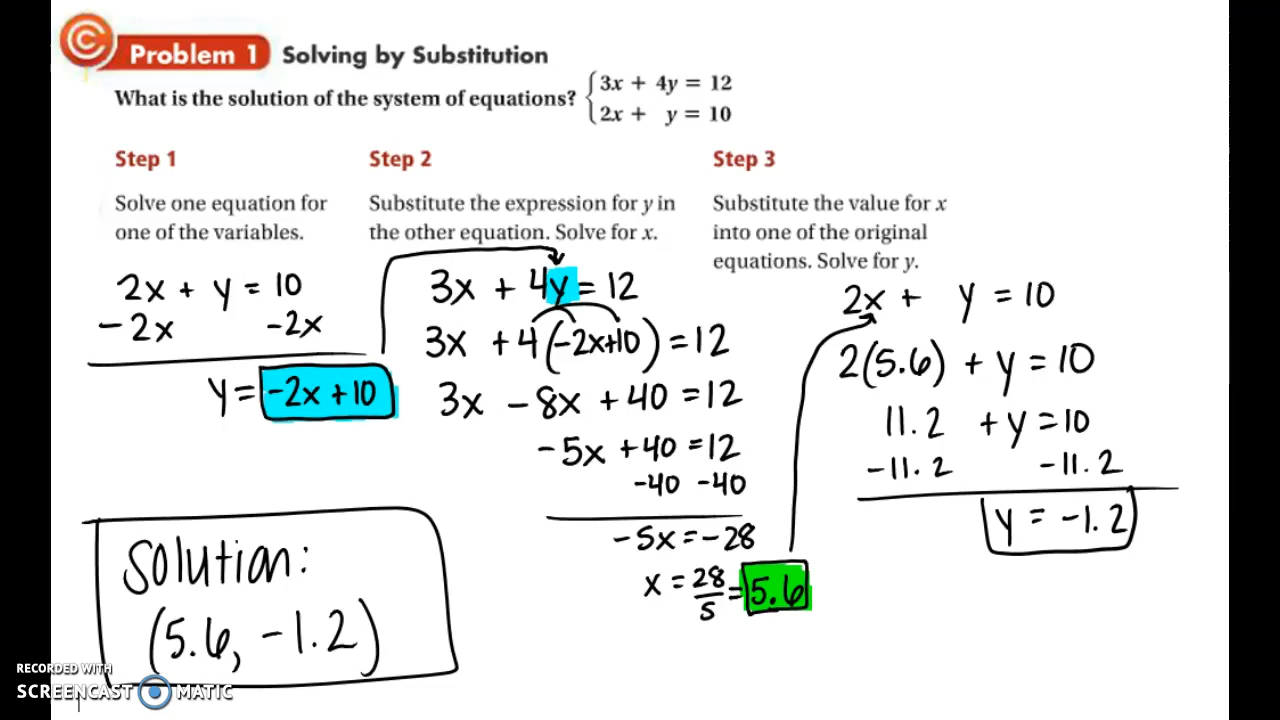 Problem 1 Solving by Substitution
What is the solution of the system of equations? {3x + 4y = 12
2x + y = 10
Step 1
Solve one equation for
one of the variables.
2x + y = 10
-2x -2x
y = -2x + 10
Step 2
Substitute the expression for y in
the other equation. Solve for x.
3x + 4y = 12
3x + 4(-2x+10) = 12
3x - 8x + 40 = 12
-5x + 40 = 12
-40 -40
-5x = -28
x = 28/5 = 5.6
Step 3
Substitute the value for x
into one of the original
equations. Solve for y.
2x + y = 10
2(5.6) + y = 10
11.2 + y = 10
-11.2 -11.2
y = -1.2
Solution:
(5.6, -1.2)
RECORDED WITH
SCREENCAST MATIC